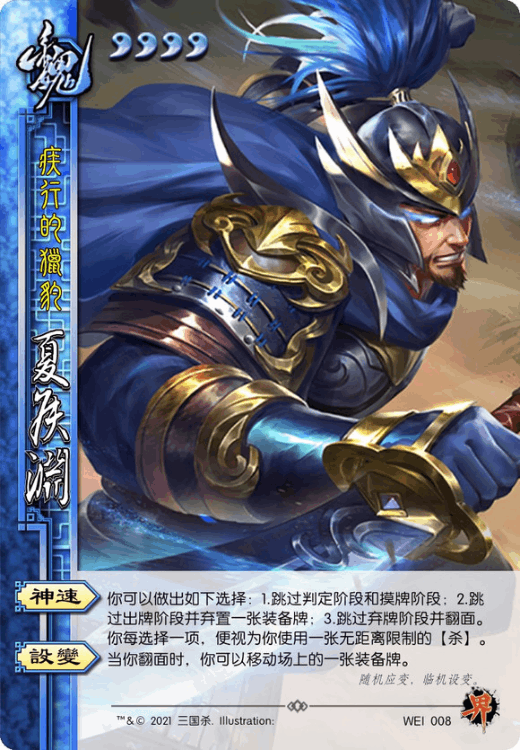 魏
疾行的獵豹
夏侯淵
神速
你可以做出如下选择：1.跳过判定阶段和摸牌阶段；2.跳
过出牌阶段并弃置一张装备牌；3.跳过弃牌阶段并翻面。
你每选择一项，便视为你使用一张无距离限制的【杀】。
設變
当你翻面时，你可以移动场上的一张装备牌。
随机应变，临机设变。
™&© 2021 三国杀. Illustration:
WEI 008
界